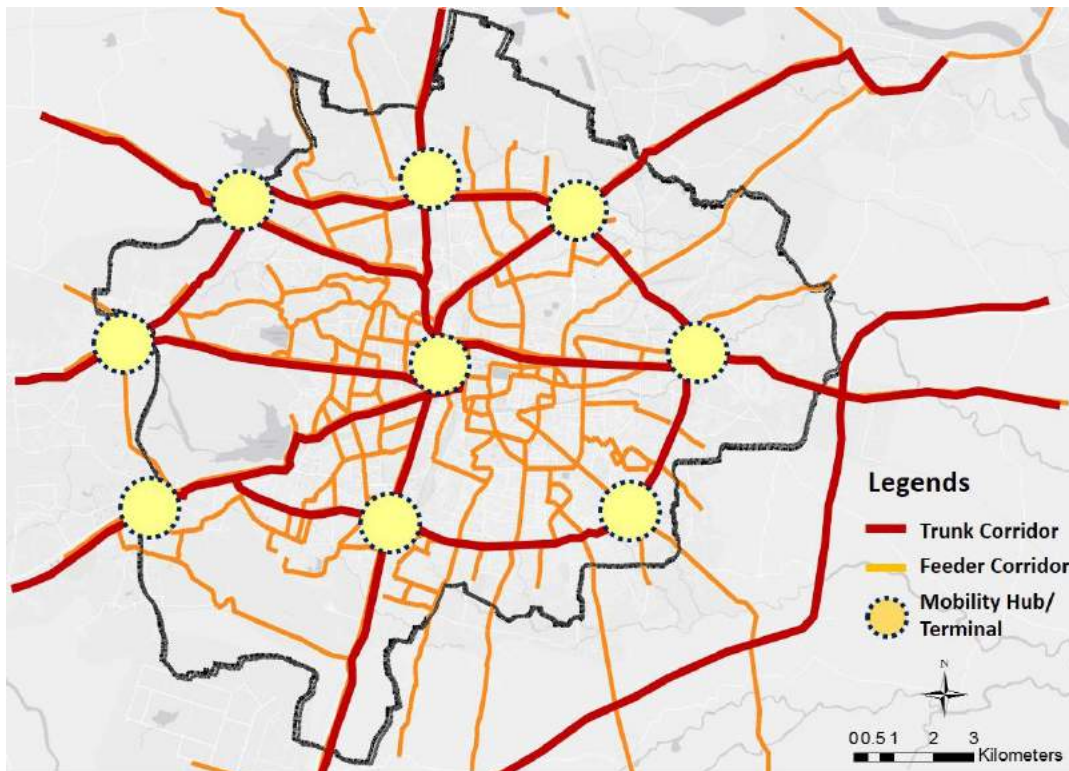 Legends
Trunk Corridor
Feeder Corridor
Mobility Hub/
Terminal
N
0 0.5 1 2 3
Kilometers